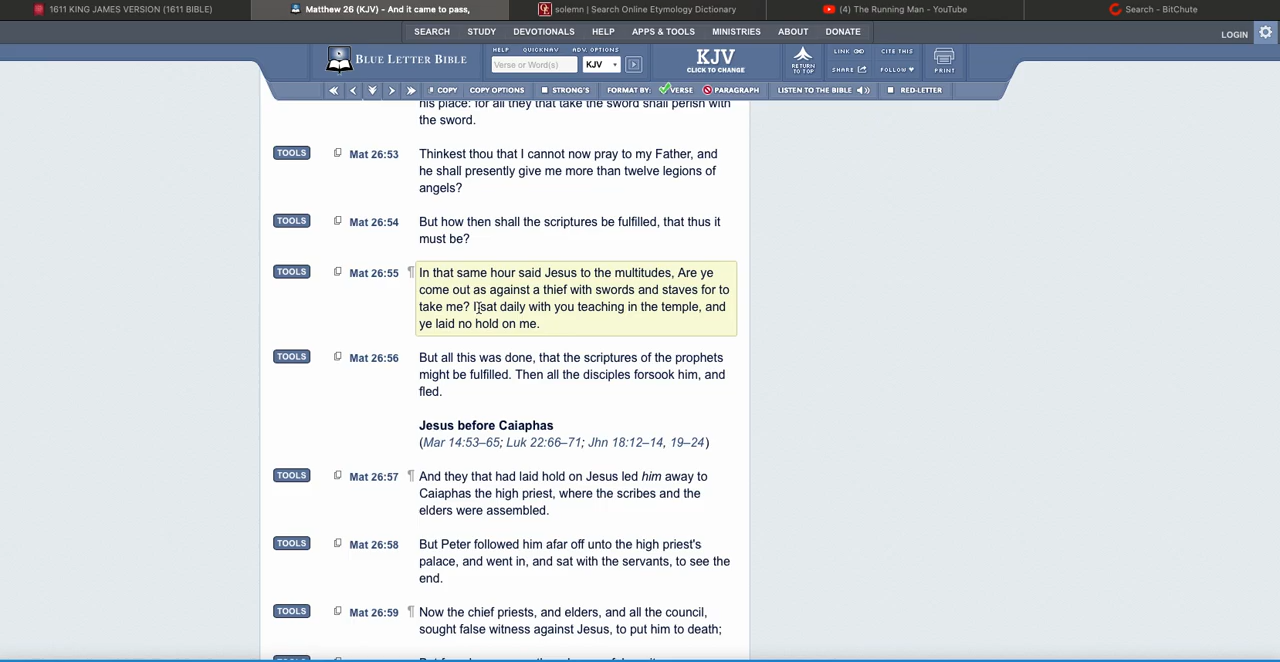 1611 KING JAMES VERSION (1611 BIBLE)
Matthew 26 (KJV) - And it came to pass,
solemn | Search Online Etymology Dictionary
(4) The Running Man - YouTube
Search - BitChute
SEARCH STUDY DEVOTIONALS HELP APPS & TOOLS MINISTRIES ABOUT DONATE
LOGIN
BLUE LETTER BIBLE
HELP QUICKNAV ADV. OPTIONS
Verse or Word(s) KJV
KJV
CLICK TO CHANGE
RETURN TO TOP
LINK CITE THIS
SHARE FOLLOW
PRINT
COPY COPY OPTIONS STRONG'S FORMAT BY: VERSE PARAGRAPH LISTEN TO THE BIBLE RED-LETTER
his place: for all they that take the sword shall perish with
the sword.
TOOLS Mat 26:53 Thinkest thou that I cannot now pray to my Father, and
he shall presently give me more than twelve legions of
angels?
TOOLS Mat 26:54 But how then shall the scriptures be fulfilled, that thus it
must be?
TOOLS Mat 26:55 ¶ In that same hour said Jesus to the multitudes, Are ye
come out as against a thief with swords and staves for to
take me? I sat daily with you teaching in the temple, and
ye laid no hold on me.
TOOLS Mat 26:56 But all this was done, that the scriptures of the prophets
might be fulfilled. Then all the disciples forsook him, and
fled.
Jesus before Caiaphas
(Mar 14:53–65; Luk 22:66–71; Jhn 18:12–14, 19–24)
TOOLS Mat 26:57 ¶ And they that had laid hold on Jesus led him away to
Caiaphas the high priest, where the scribes and the
elders were assembled.
TOOLS Mat 26:58 But Peter followed him afar off unto the high priest's
palace, and went in, and sat with the servants, to see the
end.
TOOLS Mat 26:59 ¶ Now the chief priests, and elders, and all the council,
sought false witness against Jesus, to put him to death;